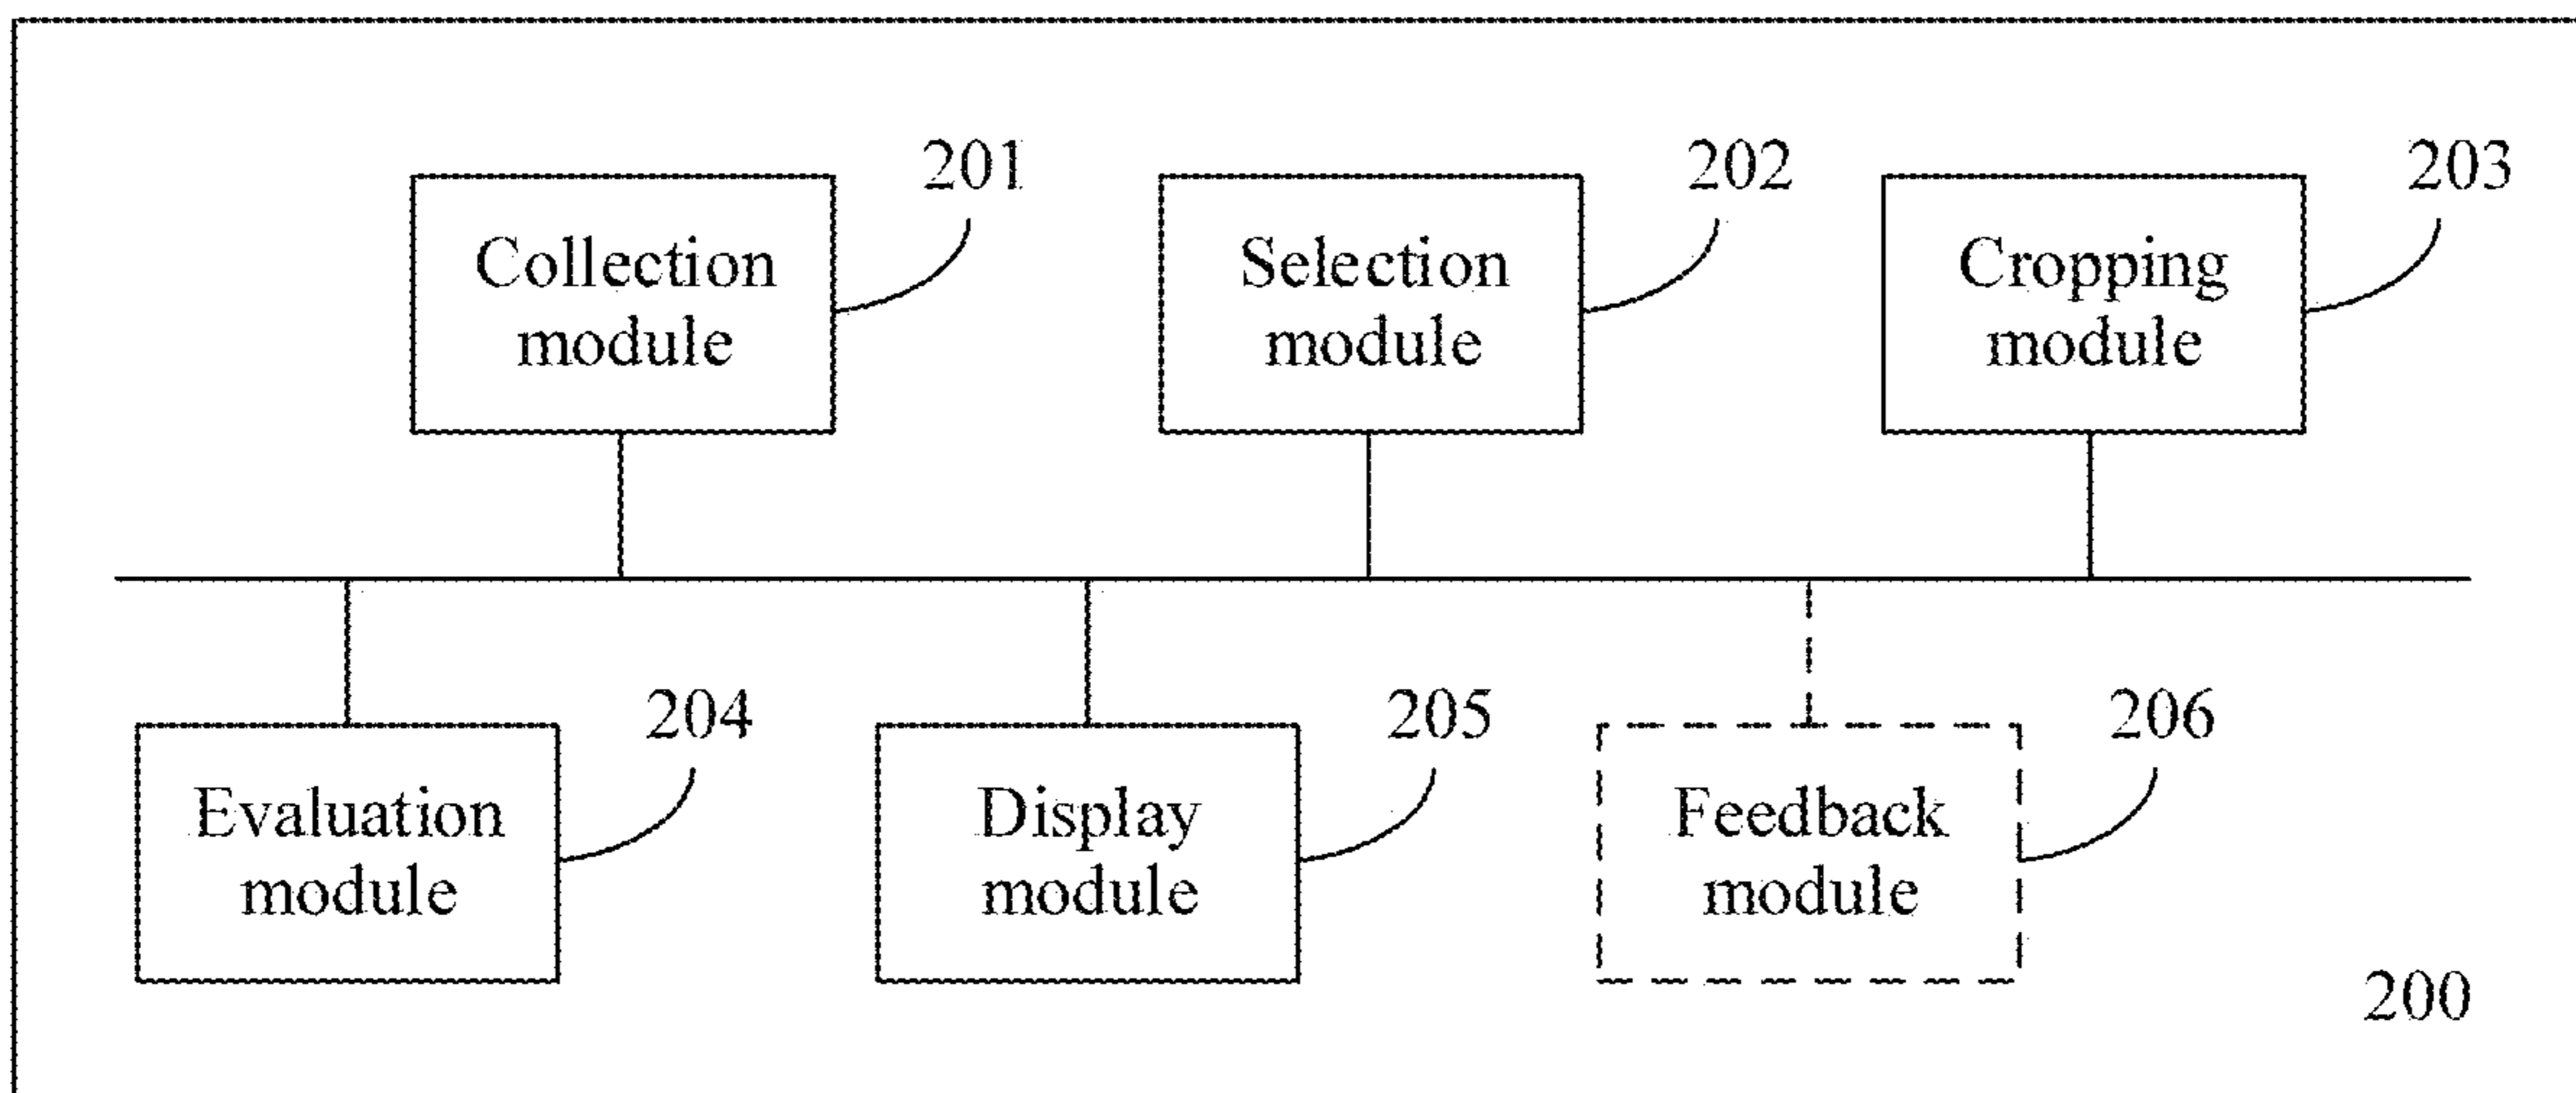 201
Collection
module
202
Selection
module
203
Cropping
module
204
Evaluation
module
205
Display
module
206
Feedback
module
200